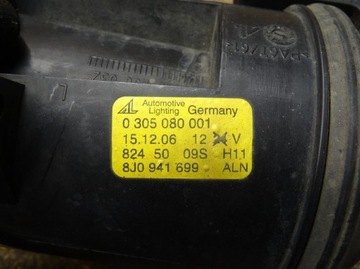 AL Automotive Lighting Germany
0 305 080 001
15.12.06 12 V
824 50 09S H11
8J0 941 699 ALN